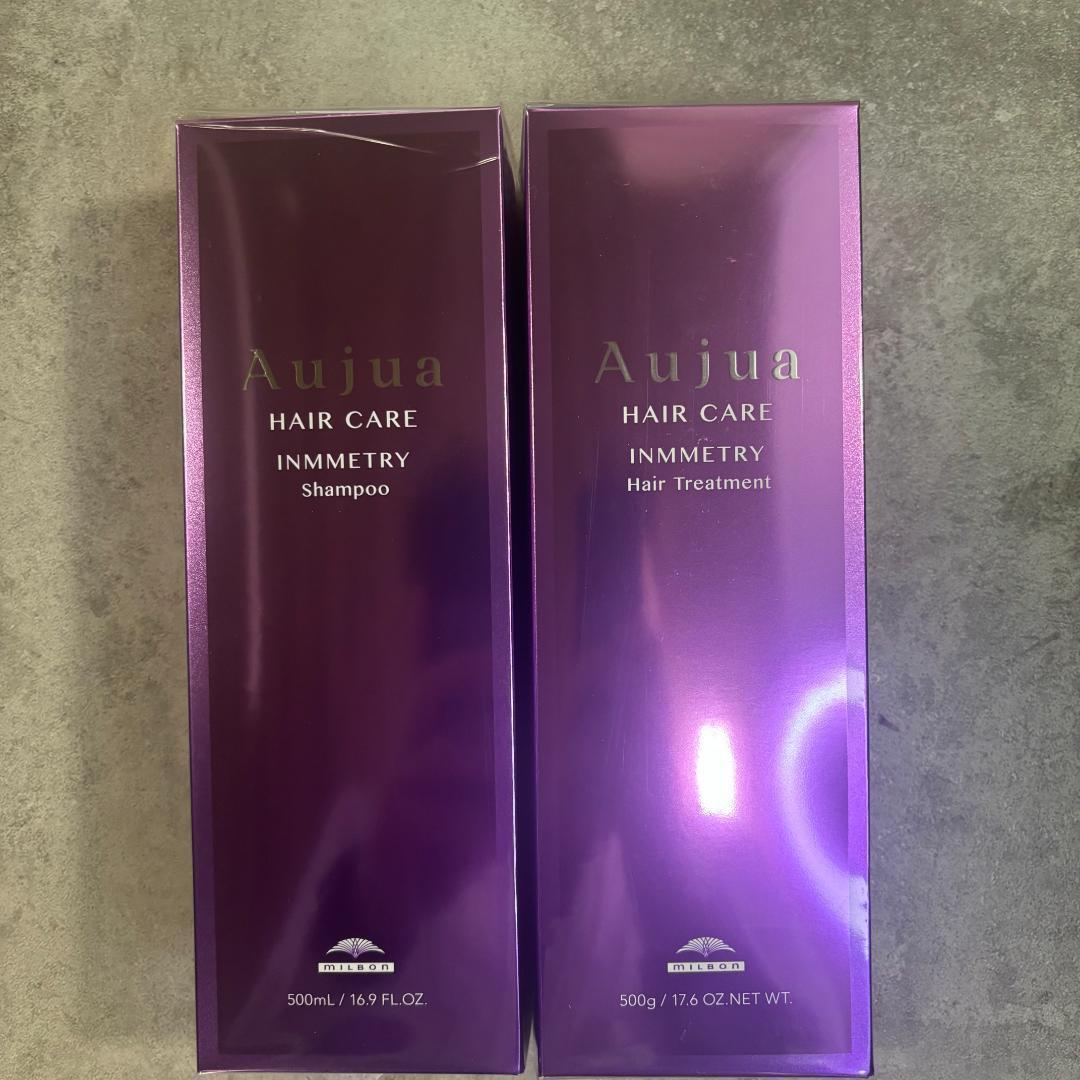 Aujua
HAIR CARE
INMMETRY
Shampoo
MILBON
500mL / 16.9 FL.OZ.
Aujua
HAIR CARE
INMMETRY
Hair Treatment
MILBON
500g / 17.6 OZ.NET WT.